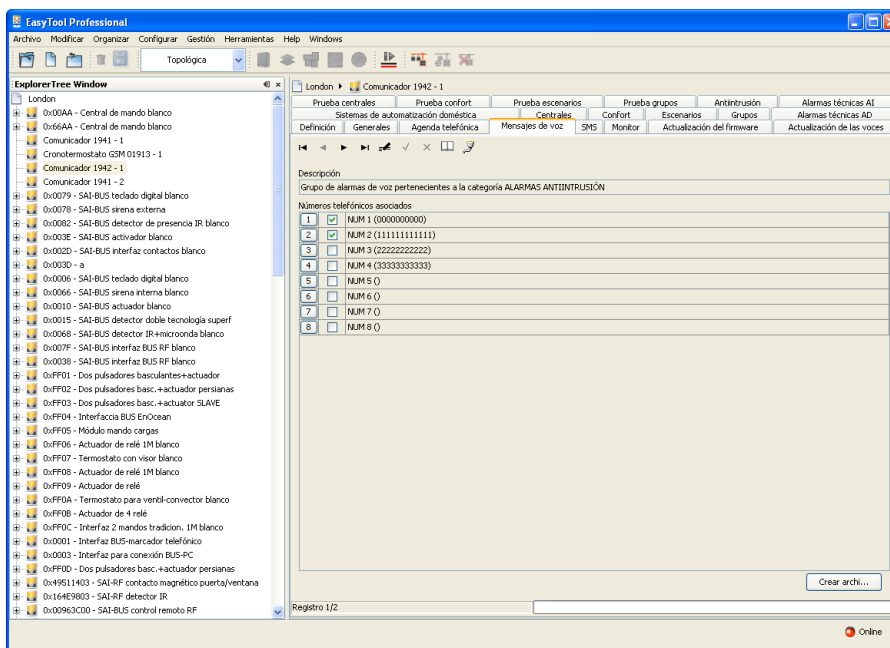 EasyTool Professional
Archivo Modificar Organizar Configurar Gestión Herramientas Help Windows
Topológica
ExplorerTree Window
London
0x00AA - Central de mando blanco
0x66AA - Central de mando blanco
Comunicador 1941 - 1
Cronotermostato GSM 01913 - 1
Comunicador 1942 - 1
Comunicador 1941 - 2
0x0079 - SAI-BUS teclado digital blanco
0x0078 - SAI-BUS sirena externa
0x0082 - SAI-BUS detector de presencia IR blanco
0x003E - SAI-BUS activador blanco
0x002D - SAI-BUS interfaz contactos blanco
0x003D - a
0x0006 - SAI-BUS teclado digital blanco
0x0066 - SAI-BUS sirena interna blanco
0x0010 - SAI-BUS actuador blanco
0x0015 - SAI-BUS detector doble tecnología superf
0x0068 - SAI-BUS detector IR+microonda blanco
0x007F - SAI-BUS interfaz BUS RF blanco
0x0038 - SAI-BUS interfaz BUS RF blanco
0xFF01 - Dos pulsadores basculantes+actuador
0xFF02 - Dos pulsadores basc.+actuador persianas
0xFF03 - Dos pulsadores basc.+actuator SLAVE
0xFF04 - Interfaccia BUS EnOcean
0xFF05 - Módulo mando cargas
0xFF06 - Actuador de relé 1M blanco
0xFF07 - Termostato con visor blanco
0xFF08 - Actuador de relé 1M blanco
0xFF09 - Actuador de relé
0xFF0A - Termostato para ventil-convector blanco
0xFF0B - Actuador de 4 relé
0xFF0C - Interfaz 2 mandos tradicion. 1M blanco
0x0001 - Interfaz BUS-marcador telefónico
0x0003 - Interfaz para conexión BUS-PC
0xFF0D - Dos pulsadores basc.+actuador persianas
0x49511403 - SAI-RF contacto magnético puerta/ventana
0x164E9803 - SAI-RF detector IR
0x00963C00 - SAI-BUS control remoto RF
London Comunicador 1942 - 1
Prueba centrales Prueba confort Prueba escenarios Prueba grupos Antiintrusión Alarmas técnicas AI
Sistemas de automatización doméstica Centrales Confort Escenarios Grupos Alarmas técnicas AD
Definición Generales Agenda telefónica Mensajes de voz SMS Monitor Actualización del firmware Actualización de las voces
Descripción
Grupo de alarmas de voz pertenecientes a la categoría ALARMAS ANTIINTRUSIÓN
Números telefónicos asociados
1 NUM 1 (0000000000)
2 NUM 2 (111111111111)
3 NUM 3 (22222222222)
4 NUM 4 (33333333333)
5 NUM 5 ()
6 NUM 6 ()
7 NUM 7 ()
8 NUM 8 ()
Crear archi...
Registro 1/2
Online